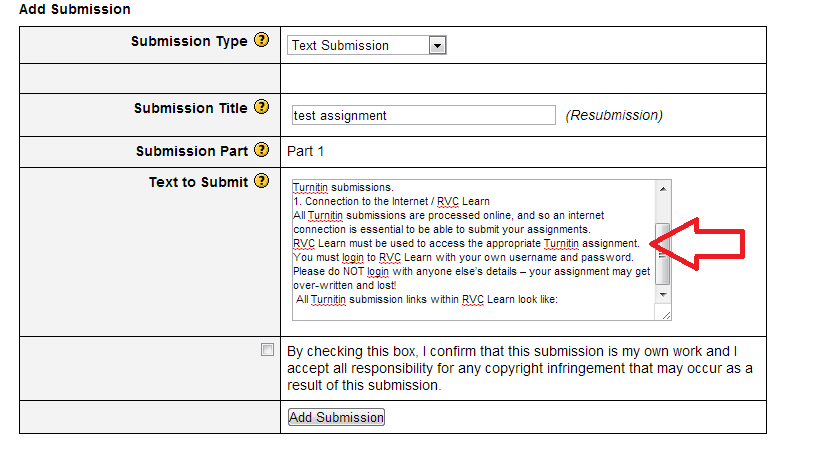 Add Submission
Submission Type ?
Text Submission
Submission Title ?
test assignment
(Resubmission)
Submission Part ?
Part 1
Text to Submit ?
Turnitin submissions.
1. Connection to the Internet / RVC Learn
All Turnitin submissions are processed online, and so an internet
connection is essential to be able to submit your assignments.
RVC Learn must be used to access the appropriate Turnitin assignment.
You must login to RVC Learn with your own username and password.
Please do NOT login with anyone else's details – your assignment may get
over-written and lost!
All Turnitin submission links within RVC Learn look like:
By checking this box, I confirm that this submission is my own work and I
accept all responsibility for any copyright infringement that may occur as a
result of this submission.
Add Submission